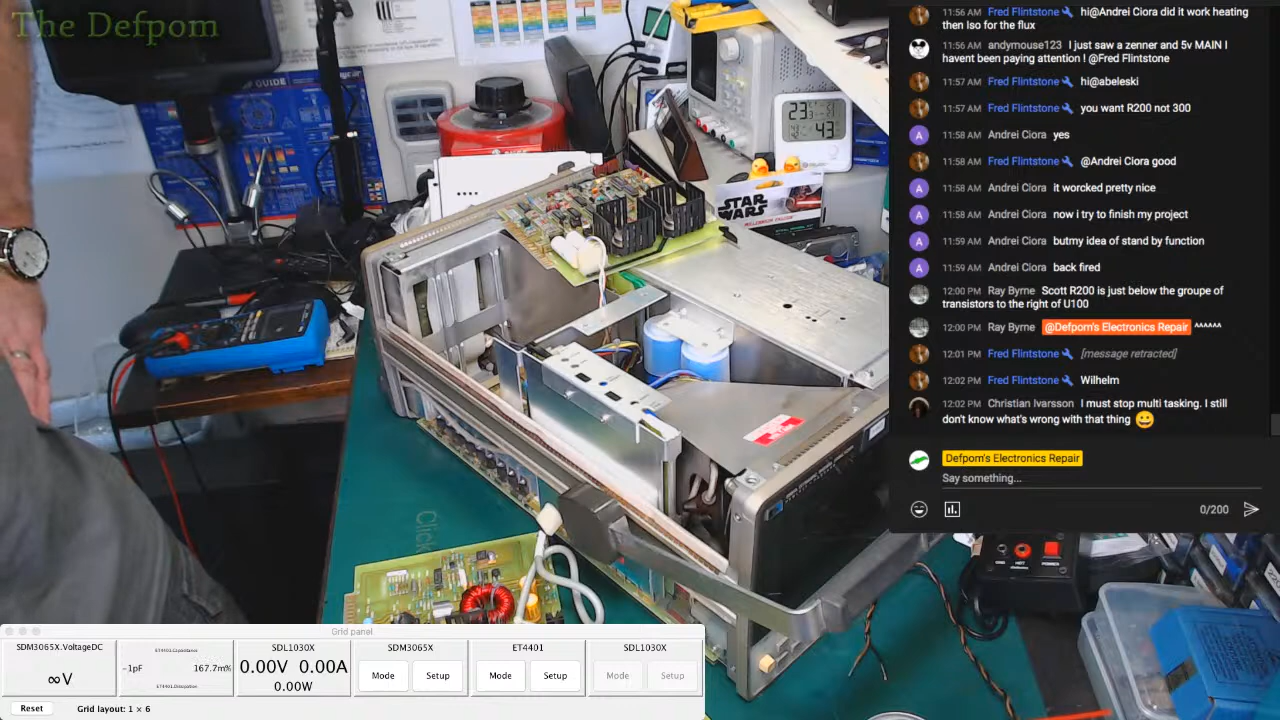 The Defpom
GUIDE
STAR
WARS
23.3
43
Click
11:56 AM Fred Flintstone hi@Andrei Ciora did it work heating
then Iso for the flux
11:56 AM andymouse123 I just saw a zenner and 5v MAIN I
havent been paying attention ! @Fred Flintstone
11:57 AM Fred Flintstone hi@abeleski
11:57 AM Fred Flintstone you want R200 not 300
A 11:58 AM Andrei Ciora yes
11:58 AM Fred Flintstone @Andrei Ciora good
A 11:58 AM Andrei Ciora it worcked pretty nice
A 11:58 AM Andrei Ciora now i try to finish my project
A 11:59 AM Andrei Ciora butmy idea of stand by function
A 11:59 AM Andrei Ciora back fired
12:00 PM Ray Byrne Scott R200 is just below the groupe of
transistors to the right of U100
12:00 PM Ray Byrne @Defpom's Electronics Repair ^^^^^^
12:01 PM Fred Flintstone [message retracted]
12:02 PM Fred Flintstone Wilhelm
12:02 PM Christian Ivarsson I must stop multi tasking. I still
don't know what's wrong with that thing
Defpom's Electronics Repair
Say something...
0/200
Grid panel
SDM3065X.VoltageDC
∞V
ET4401.Capacitance
-1pF 167.7m%
ET4401.Dissipation
SDL1030X
0.00V 0.00A
0.00W
SDM3065X
Mode Setup
ET4401
Mode Setup
SDL1030X
Mode Setup
Reset Grid layout: 1 × 6